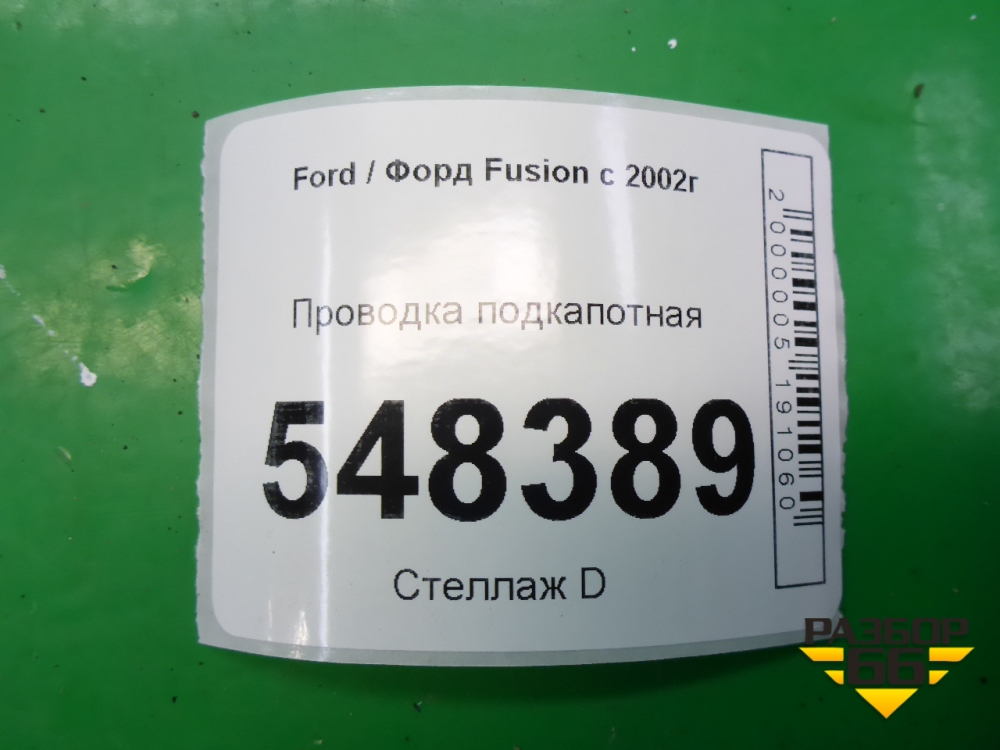 Ford / Форд Fusion с 2002г
Проводка подкапотная
548389
Стеллаж D
2000005191060
РАЗБОР
66